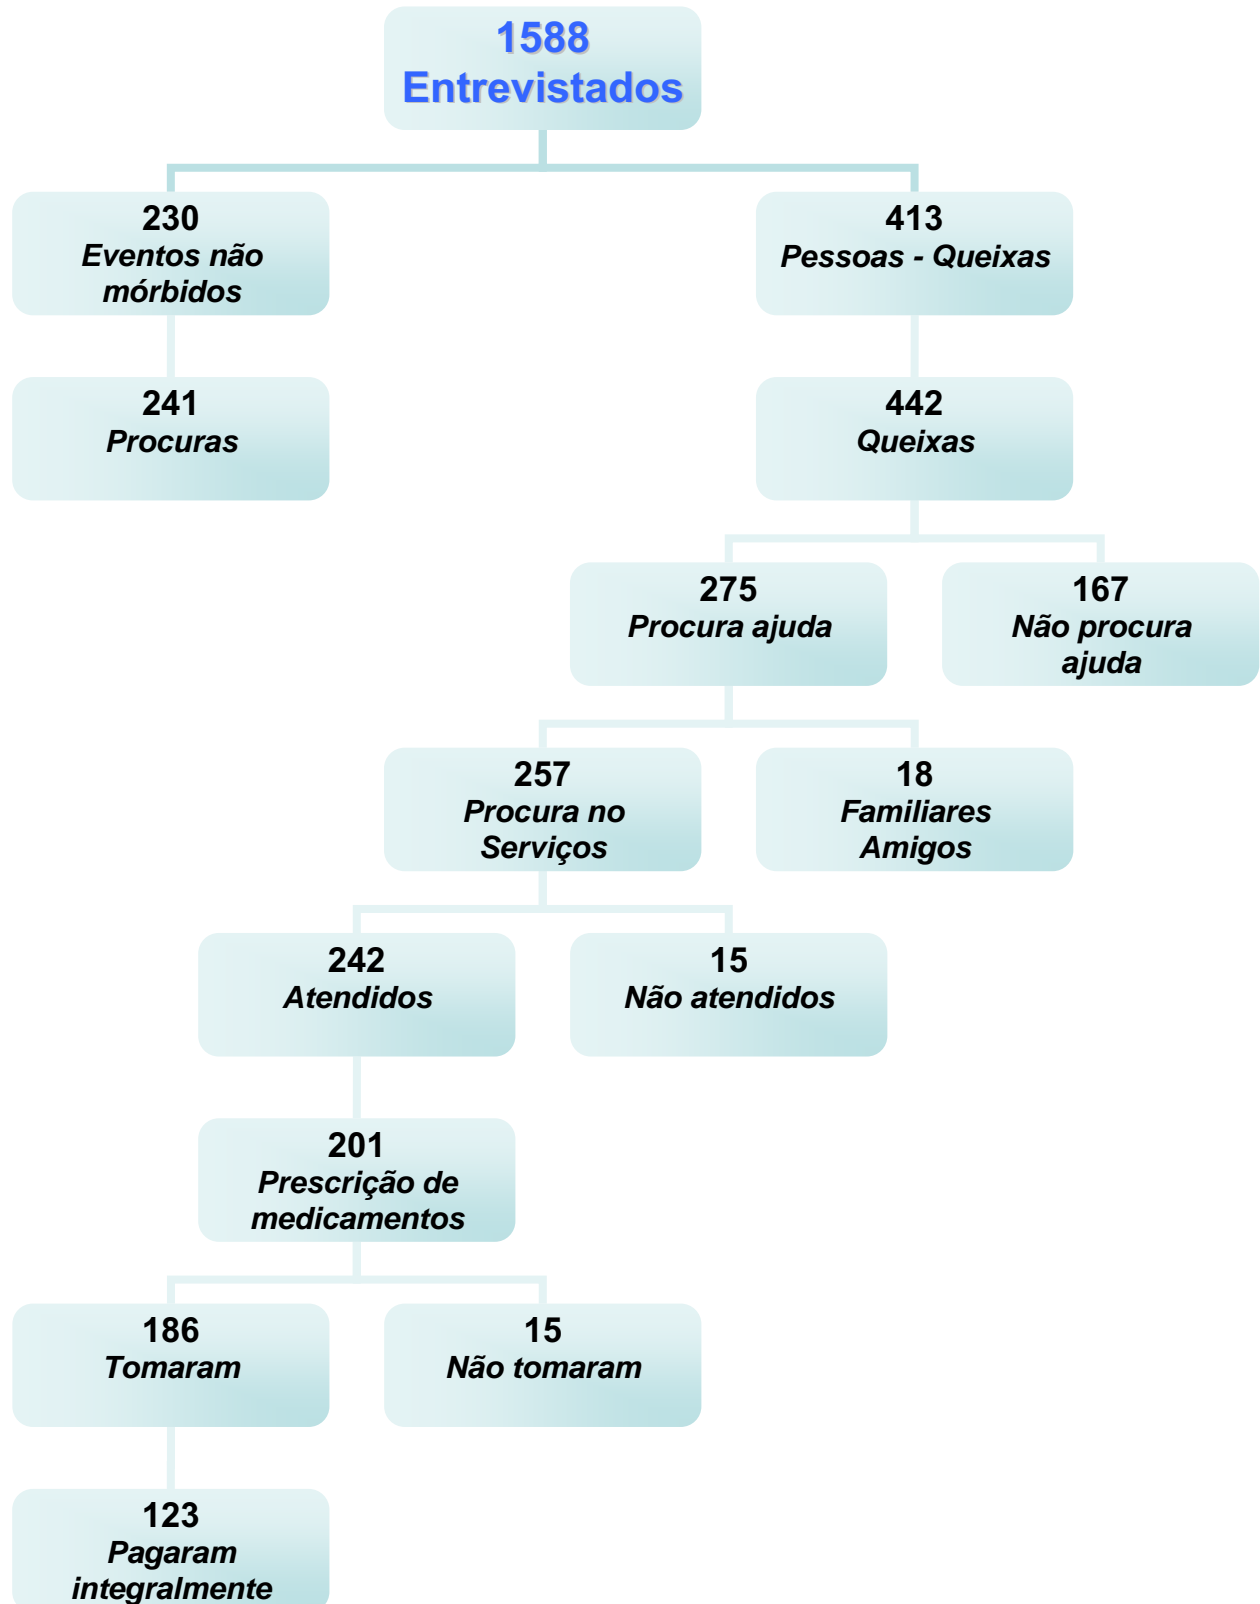 1588
Entrevistados
230
Eventos não
mórbidos
413
Pessoas - Queixas
241
Procuras
442
Queixas
275
Procura ajuda
167
Não procura
ajuda
257
Procura no
Serviços
18
Familiares
Amigos
242
Atendidos
15
Não atendidos
201
Prescrição de
medicamentos
186
Tomaram
15
Não tomaram
123
Pagaram
integralmente